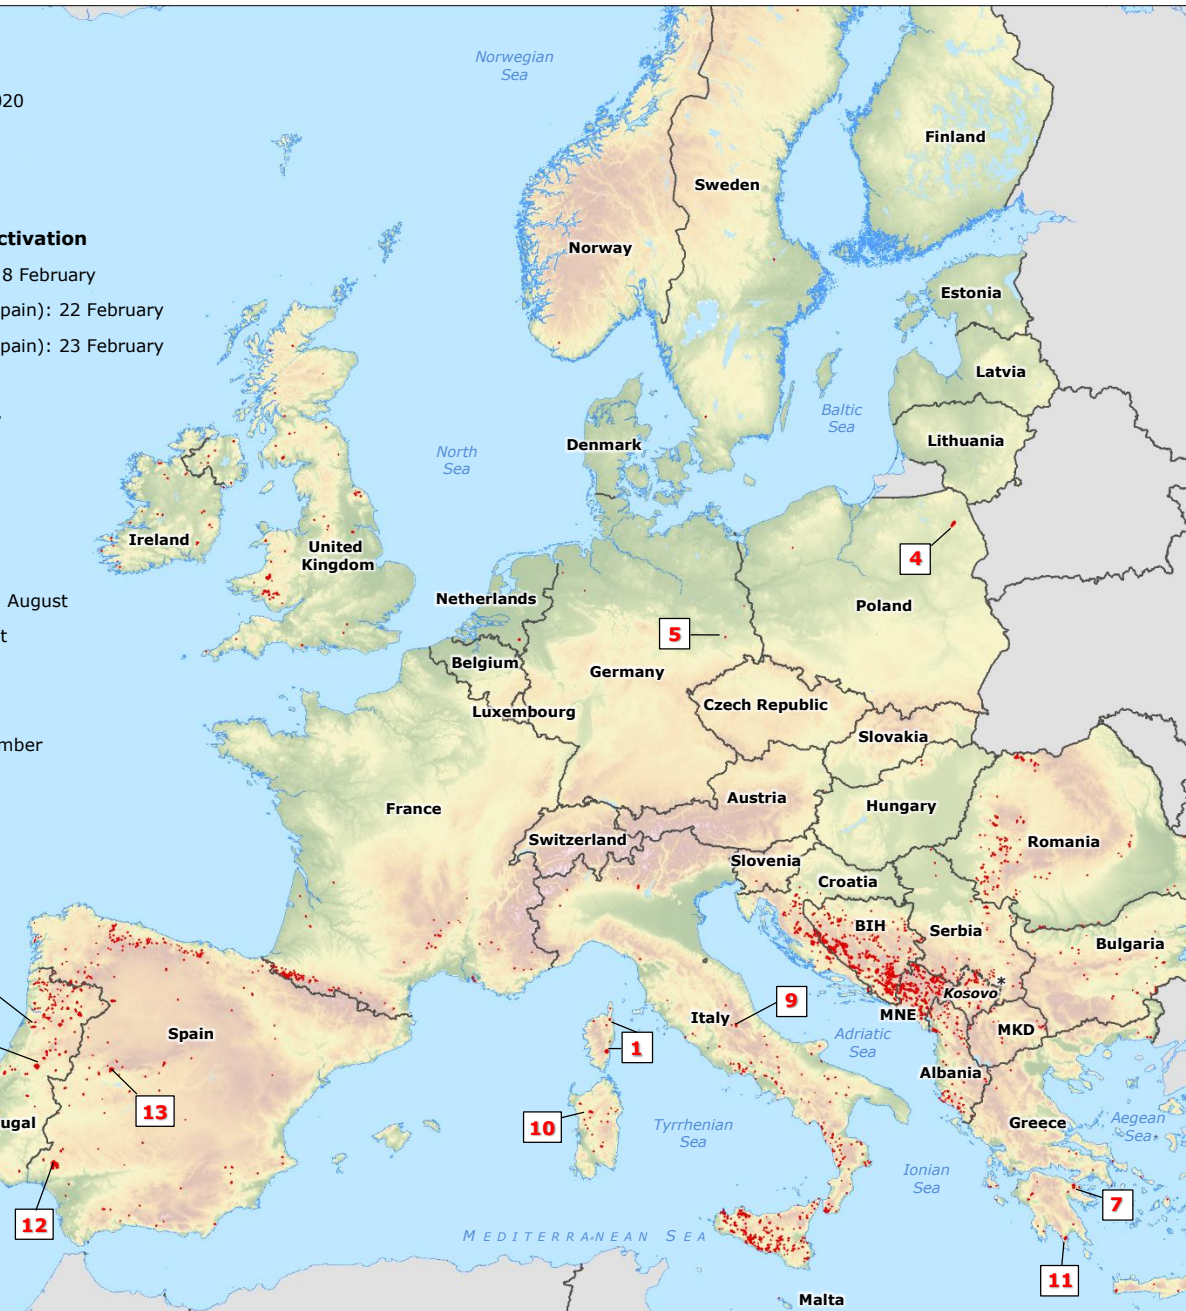 020
Norwegian
Sea
Finland
Sweden
ctivation
Norway
8 February
Estonia
pain): 22 February
pain): 23 February
Latvia
Baltic
Sea
Denmark
Lithuania
North
Sea
Ireland
United
Kingdom
4
Netherlands
August
Poland
t
5
Belgium
Germany
Czech Republic
Luxembourg
Slovakia
mber
France
Austria
Hungary
Switzerland
Romania
Slovenia
Croatia
BIH
Serbia
Bulgaria
Kosovo*
9
MNE
Italy
Spain
MKD
Adriatic
Sea
1
Albania
13
ugal
10
Tyrrhenian
Sea
Greece
Aegean
Sea
Ionian
Sea
7
12
MEDITERRANEAN SEA
11
Malta